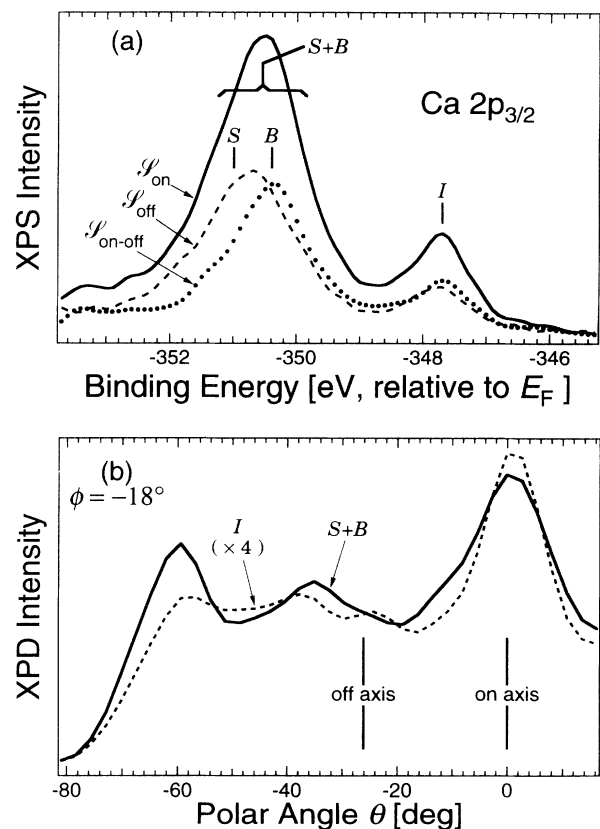 (a)
S+B
Ca 2p3/2
S B
I
𝒮on
𝒮off
𝒮on-off
XPS Intensity
-352 -350 -348 -346
Binding Energy [eV, relative to EF ]
(b)
ϕ = −18°
I
(×4)
S+B
off axis
on axis
XPD Intensity
-80 -60 -40 -20 0
Polar Angle θ [deg]